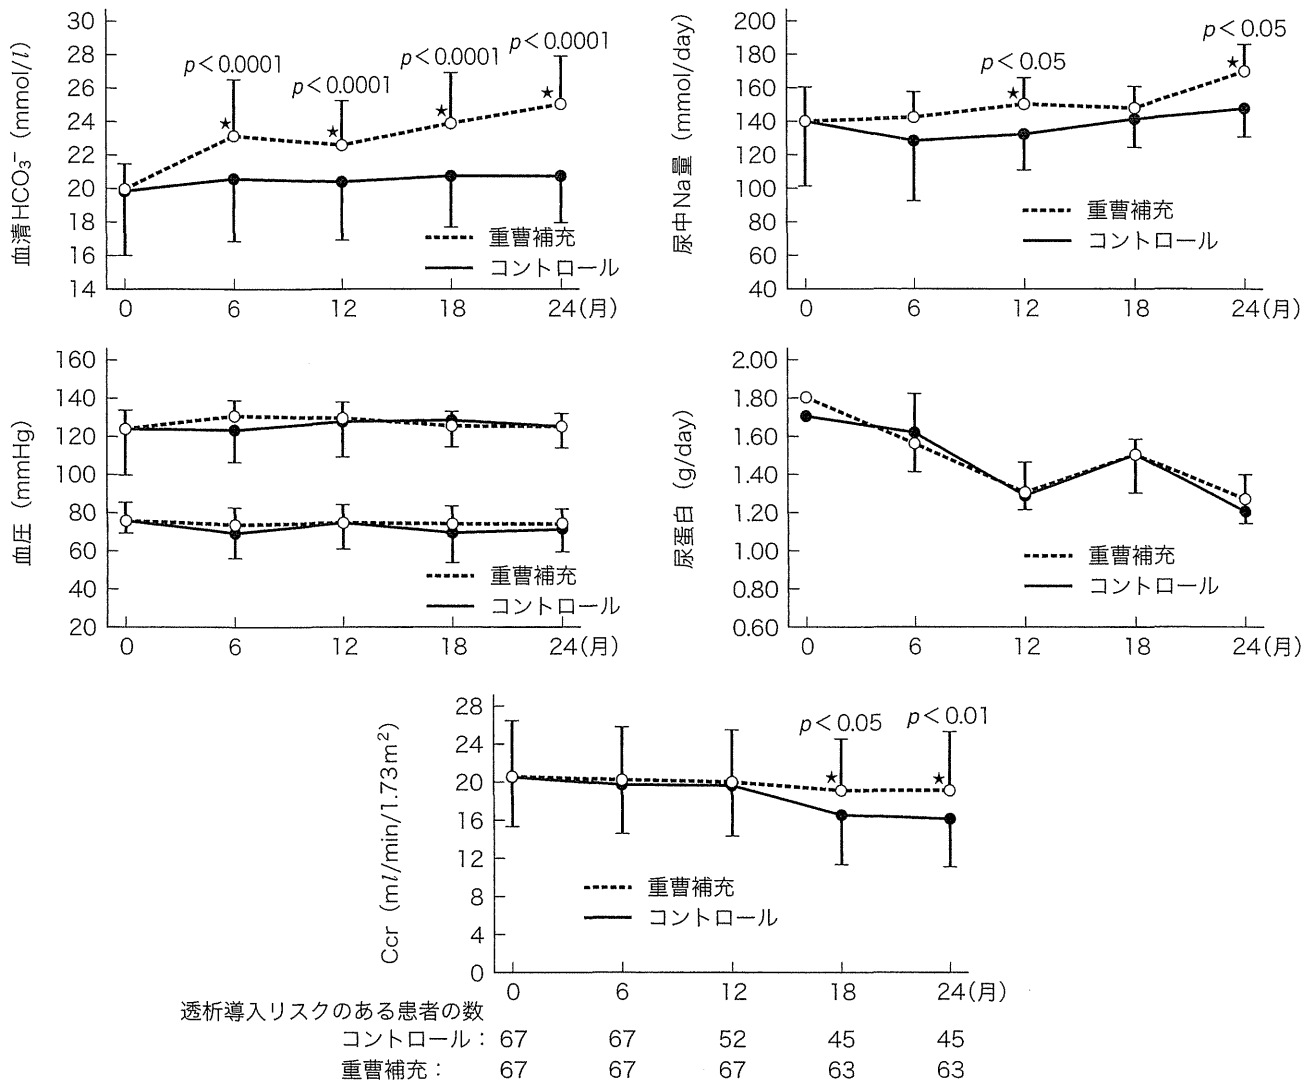 血清HCO3− (mmol/l)
30
28
26
24
22
20
18
16
14
p<0.0001
p<0.0001
p<0.0001
p<0.0001
★
★
★
★
重曹補充
コントロール
0 6 12 18 24(月)
尿中Na量 (mmol/day)
200
180
160
140
120
100
80
60
40
p<0.05
p<0.05
★
★
重曹補充
コントロール
0 6 12 18 24(月)
血圧 (mmHg)
160
140
120
100
80
60
40
20
重曹補充
コントロール
0 6 12 18 24(月)
尿蛋白 (g/day)
2.00
1.80
1.60
1.40
1.20
1.00
0.80
0.60
重曹補充
コントロール
0 6 12 18 24(月)
Ccr (ml/min/1.73m2)
28
24
20
16
12
8
4
0
p<0.05
p<0.01
★
★
重曹補充
コントロール
0 6 12 18 24(月)
透析導入リスクのある患者の数
コントロール: 67 67 52 45 45
重曹補充: 67 67 67 63 63